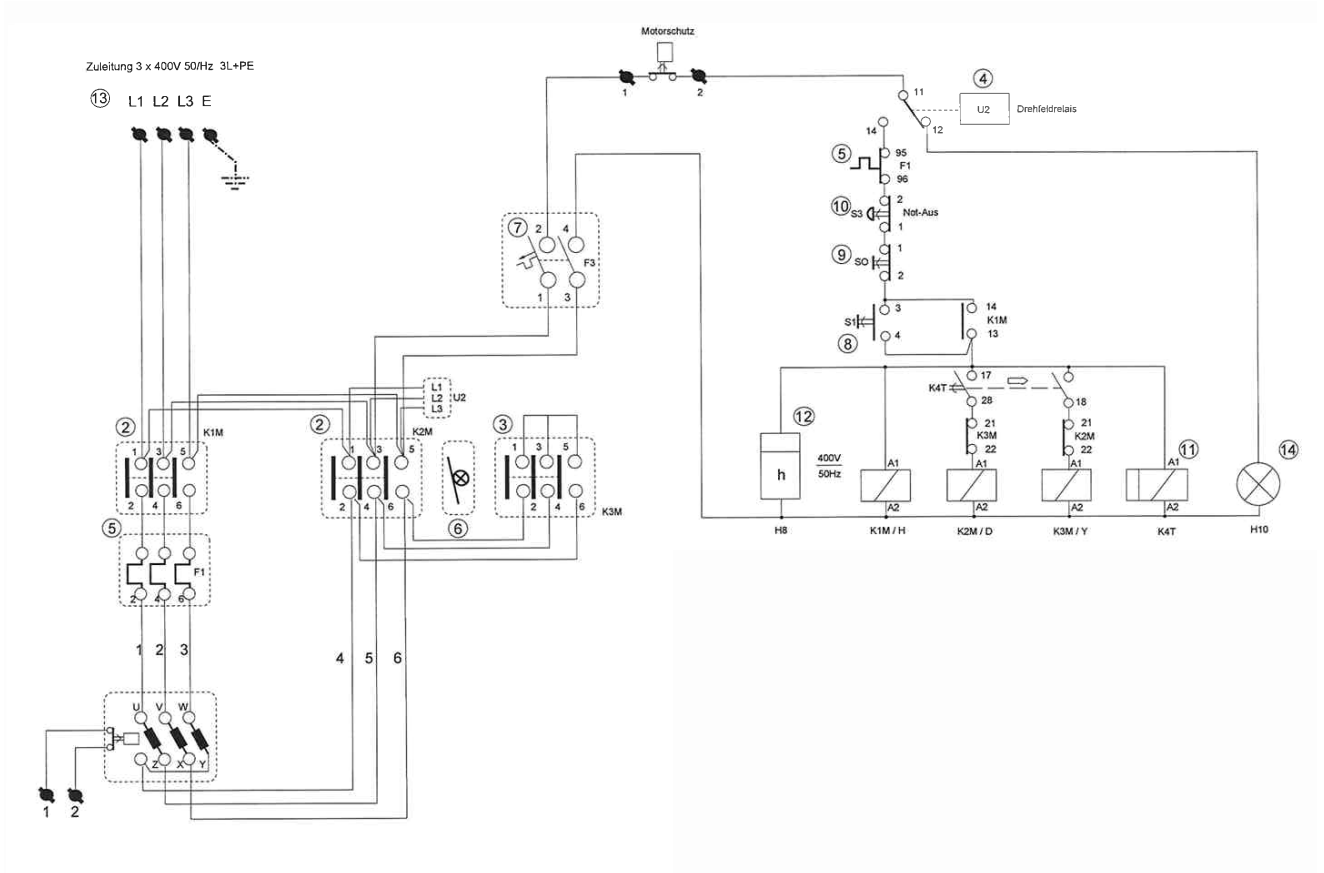 Motorschutz
Zuleitung 3 x 400V 50/Hz 3L+PE
13 L1 L2 L3 E
1 2
4
11
U2 Drehfeldrelais
12
14
5 95
F1
96
2
10 S3 Not-Aus
1
1
9 SO
2
7 2 4
F3
1 3
3 14
S1 K1M
4 13
8
L1
L2 U2
L3
17
K4T
28 18
12
2 1 3 5 K1M
2 1 3 5 K2M
3 1 3 5
21 21
K3M K2M
22 22
11
14
h 400V
50Hz
A1 A1 A1 A1
A2 A2 A2 A2
2 4 6
2 4 6
2 4 6 K3M
6
H8 K1M / H K2M / D K3M / Y K4T H10
5
F1
2 4 6
1 2 3
4 5 6
U V W
Z X Y
1 2